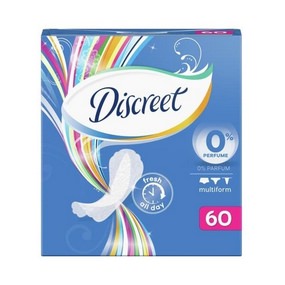 Discreet
0%
PERFUME
0% PARFUM
multiform
fresh
all day
60